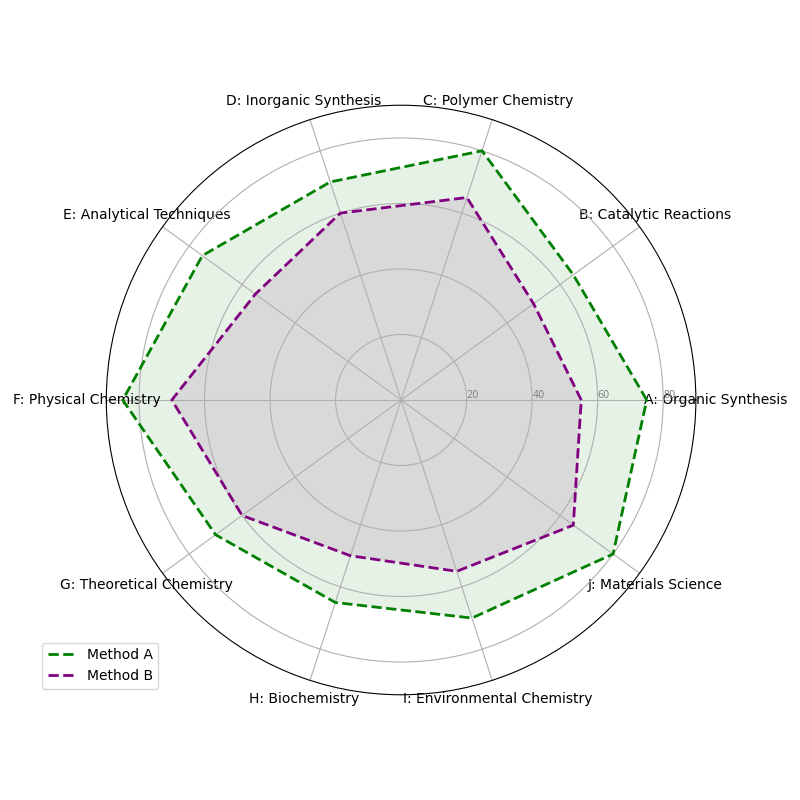 D: Inorganic Synthesis
C: Polymer Chemistry
E: Analytical Techniques
B: Catalytic Reactions
F: Physical Chemistry
20
40
60
80
A: Organic Synthesis
G: Theoretical Chemistry
J: Materials Science
Method A
Method B
H: Biochemistry
I: Environmental Chemistry